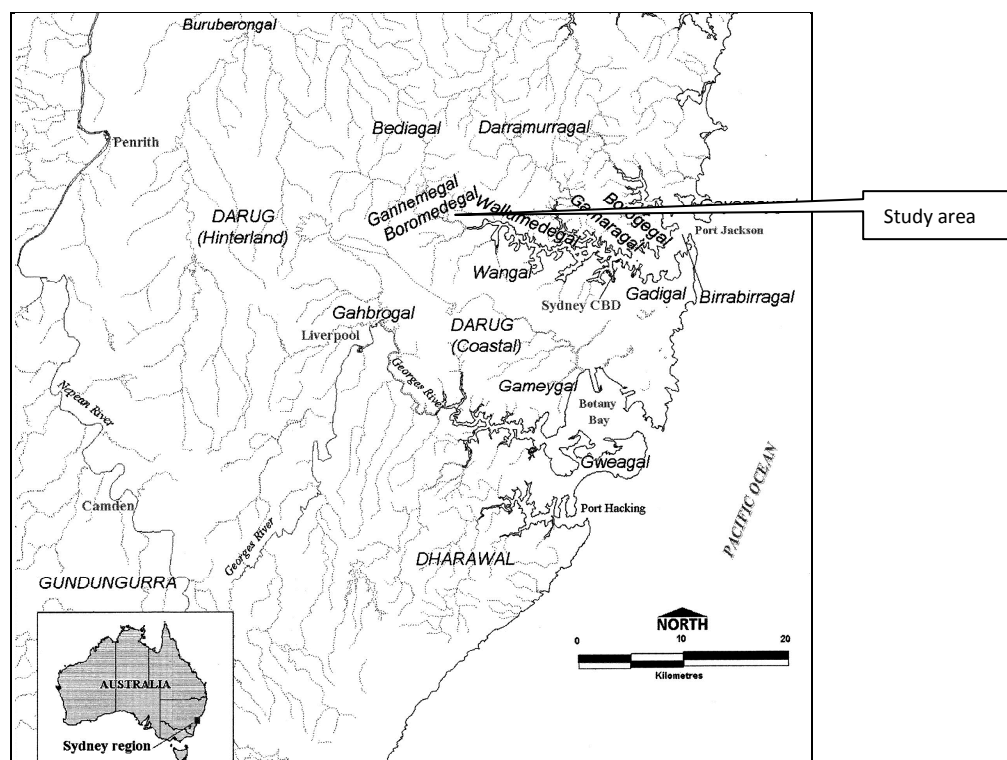 Buruberongal
Penrith
Bediagal
Darramurragal
Gannemegal
Boromedegal
Wallumedegal
Gamaragal
Borogegal
Study area
DARUG
(Hinterland)
Port Jackson
Wangal
Sydney CBD
Gadigal
Birrabirragal
Gahbrogal
Liverpool
DARUG
(Coastal)
Georges River
Nepean River
Gameygal
Botany
Bay
Gweagal
Camden
Port Hacking
Georges River
PACIFIC OCEAN
DHARAWAL
GUNDUNGURRA
NORTH
0 10 20
Kilometres
AUSTRALIA
Sydney region